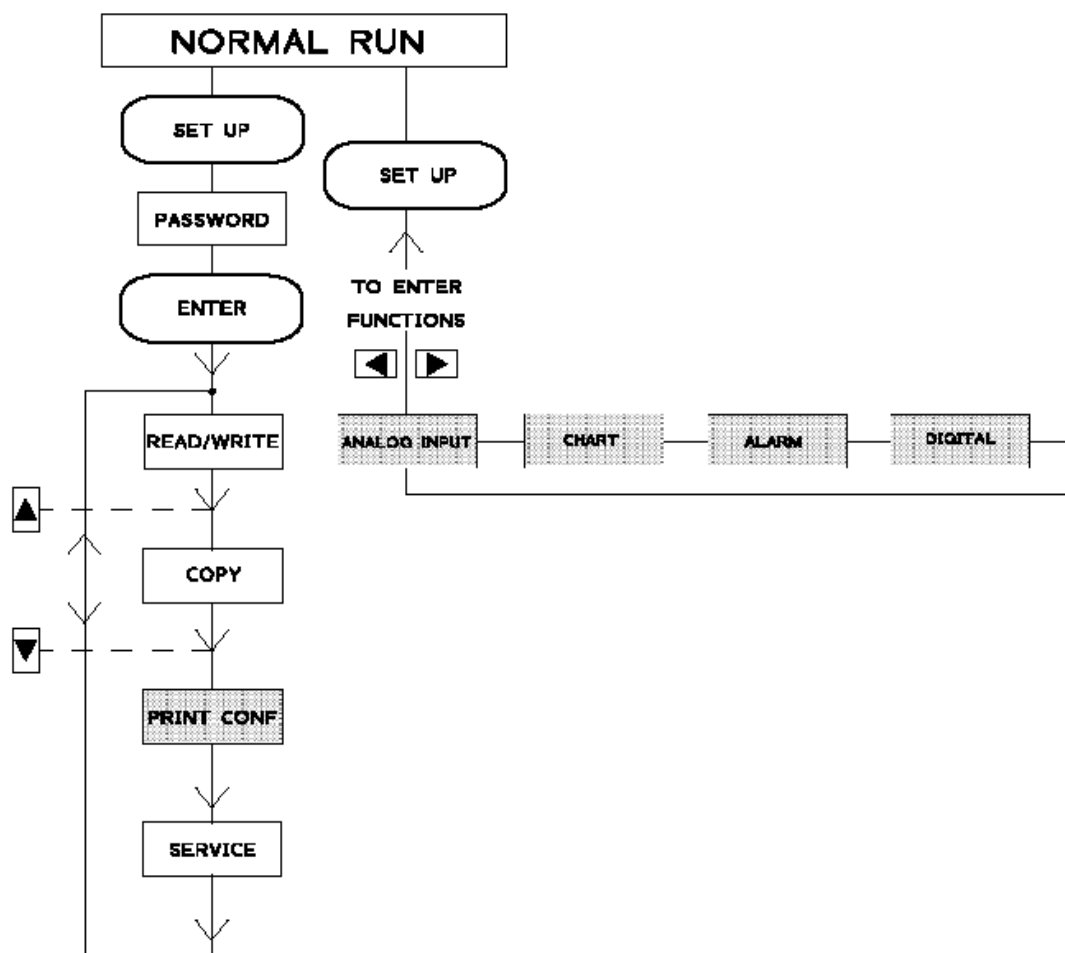 NORMAL RUN
SET UP
SET UP
PASSWORD
TO ENTER
FUNCTIONS
ENTER
READ/WRITE
ANALOG INPUT
CHART
ALARM
DIGITAL
COPY
PRINT CONF
SERVICE